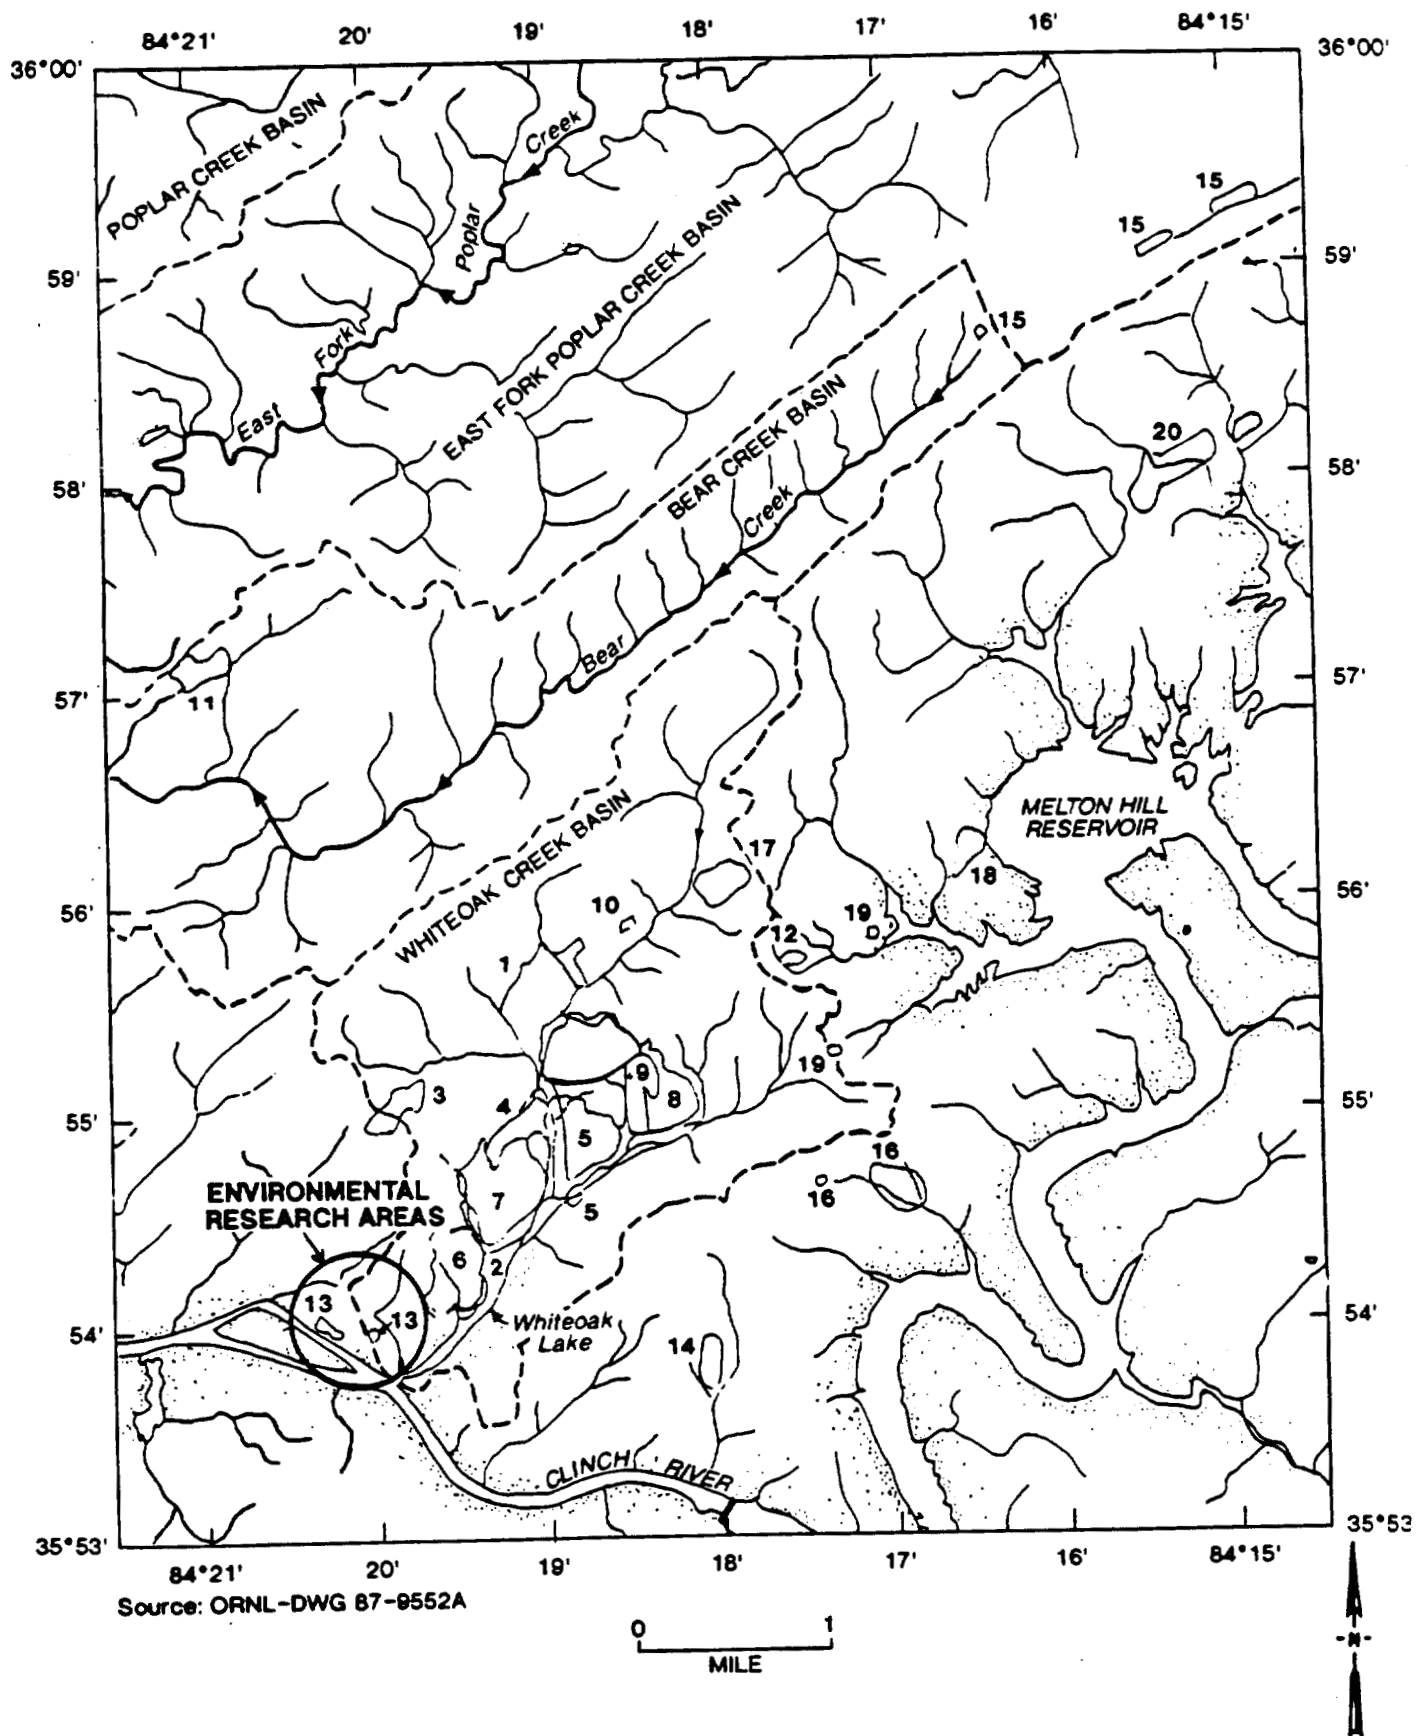 84°21'
20'
19'
18'
17'
16'
84°15'
36°00'
36°00'
POPLAR CREEK BASIN
Creek
Poplar
15
15
59'
59'
EAST FORK POPLAR CREEK BASIN
15
Fork
East
BEAR CREEK BASIN
20
58'
58'
Creek
Bear
57'
57'
11
MELTON HILL
RESERVOIR
WHITEOAK CREEK BASIN
17
18
10
19
12
56'
56'
1
19
9
3
4
8
5
55'
55'
16
ENVIRONMENTAL
RESEARCH AREAS
7
5
16
6
2
13
13
Whiteoak
Lake
14
54'
54'
CLINCH RIVER
35°53'
35°53
84°21'
20'
19'
18'
17'
16'
84°15'
Source: ORNL-DWG 87-9552A
0
1
MILE
-N-